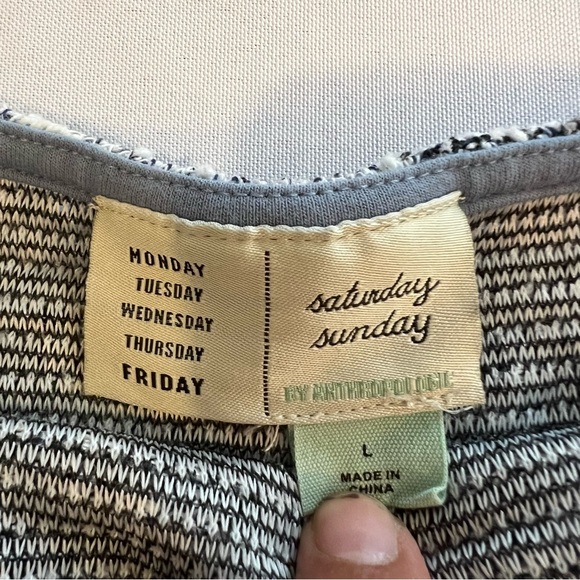 MONDAY
TUESDAY
WEDNESDAY
THURSDAY
FRIDAY
saturday
sunday
BY ANTHROPOLOGIE
L
MADE IN
CHINA